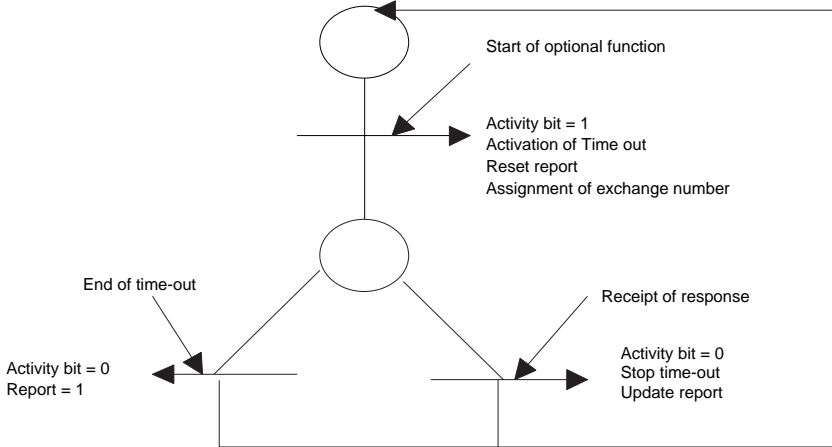 Start of optional function
Activity bit = 1
Activation of Time out
Reset report
Assignment of exchange number
End of time-out
Receipt of response
Activity bit = 0
Report = 1
Activity bit = 0
Stop time-out
Update report